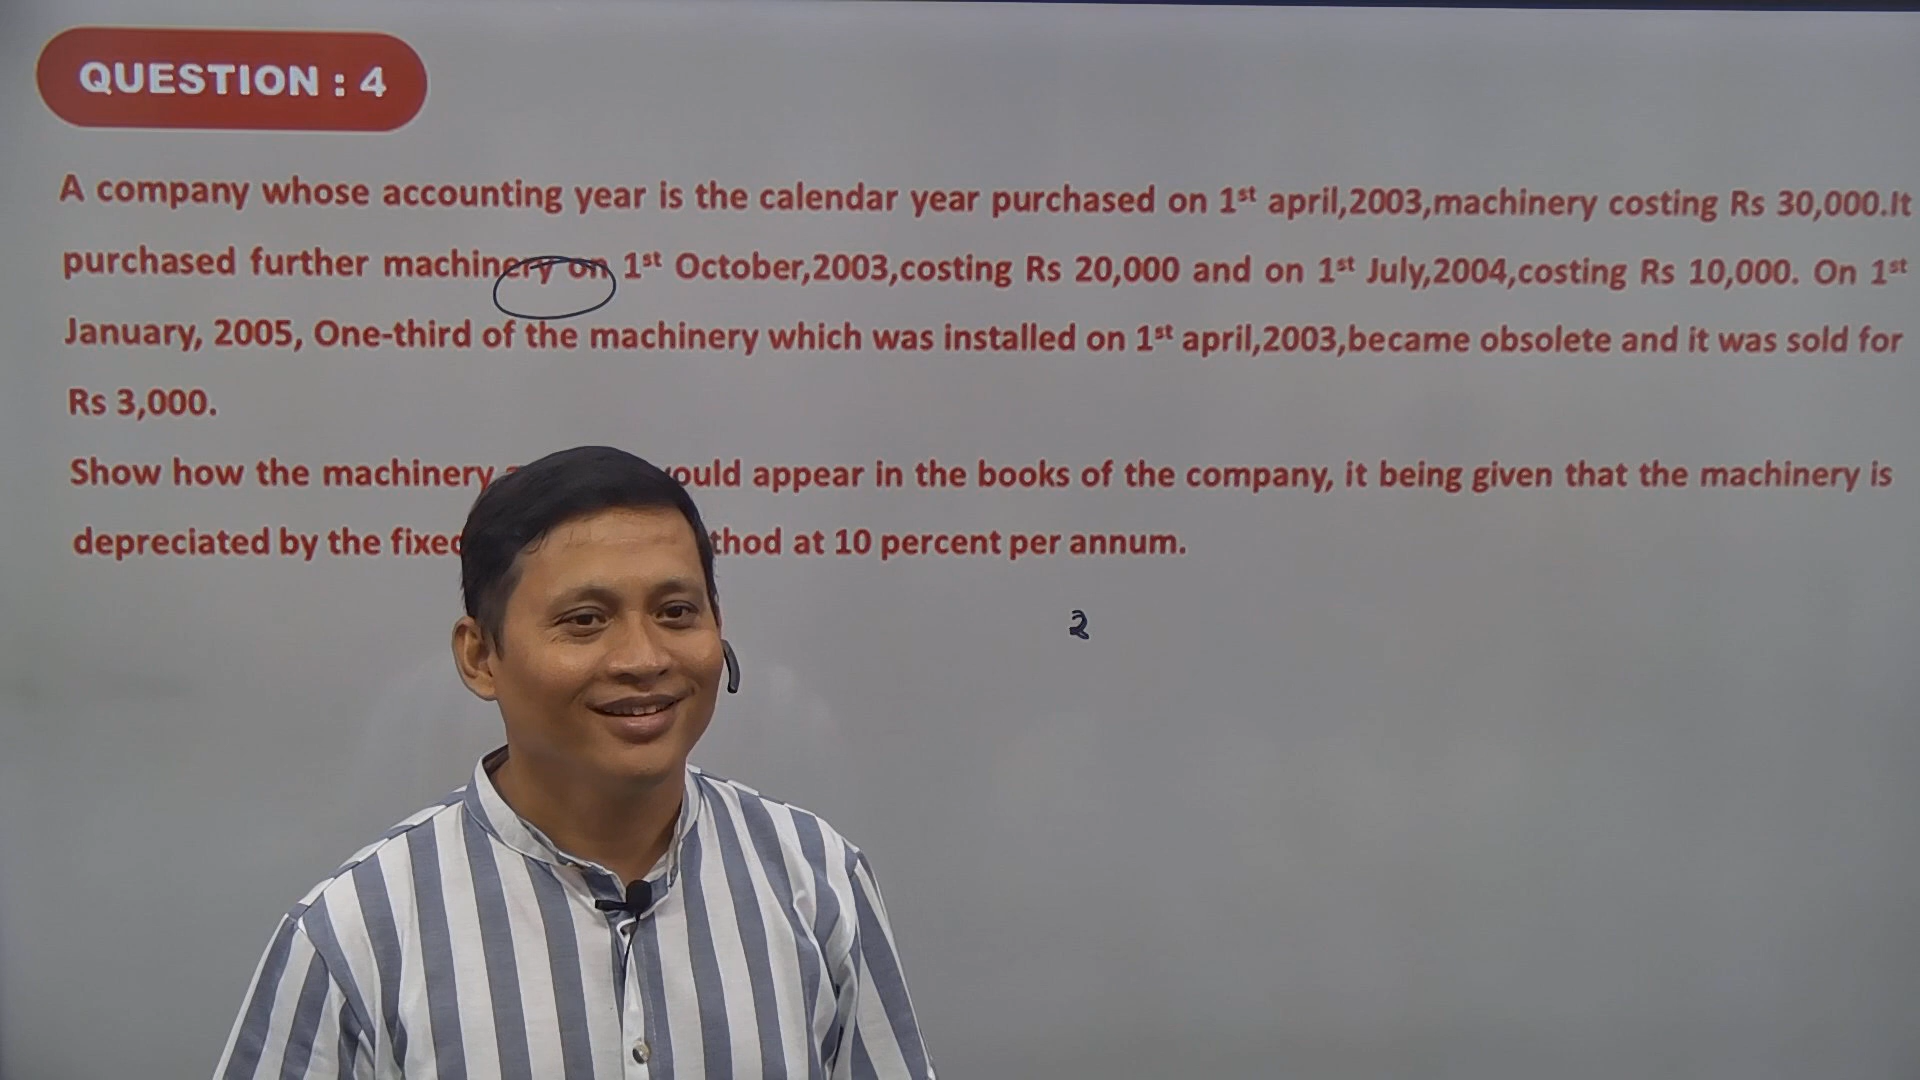 QUESTION : 4
A company whose accounting year is the calendar year purchased on 1st april,2003,machinery costing Rs 30,000.It
purchased further machinery on 1st October,2003,costing Rs 20,000 and on 1st July,2004,costing Rs 10,000. On 1st
January, 2005, One-third of the machinery which was installed on 1st april,2003,became obsolete and it was sold for
Rs 3,000.
Show how the machinery ould appear in the books of the company, it being given that the machinery is
depreciated by the fixed thod at 10 percent per annum.
2